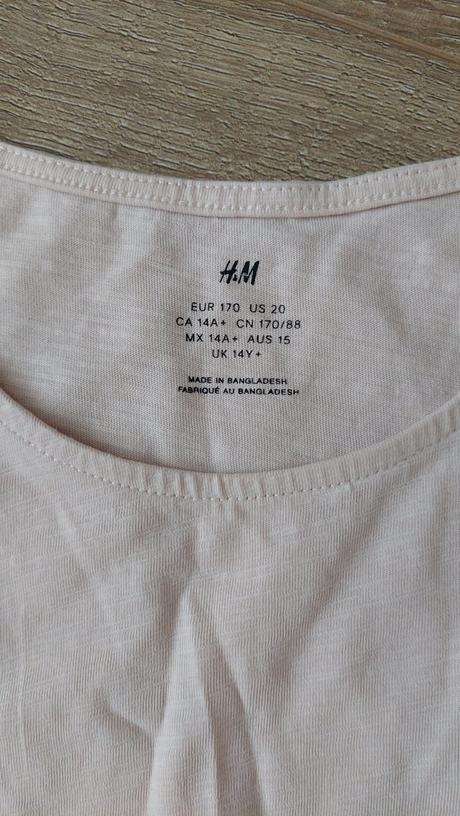 H&M
EUR 170 US 20
CA 14A+ CN 170/88
MX 14A+ AUS 15
UK 14Y+
MADE IN BANGLADESH
FABRIQUÉ AU BANGLADESH